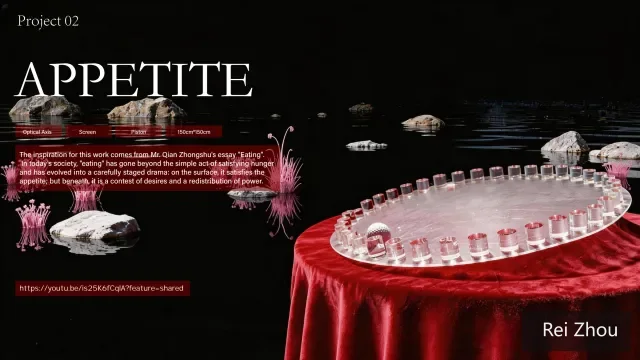 Project 02
APPETITE
Optical Axis Screen Piston 150cm*150cm
The inspiration for this work comes from Mr. Qian Zhongshu's essay "Eating".
"In today's society, "eating" has gone beyond the simple act of satisfying hunger
and has evolved into a carefully staged drama: on the surface, it satisfies the
appetite; but beneath, it is a contest of desires and a redistribution of power.
https://youtu.be/is25K6fCqlA?feature=shared
Rei Zhou